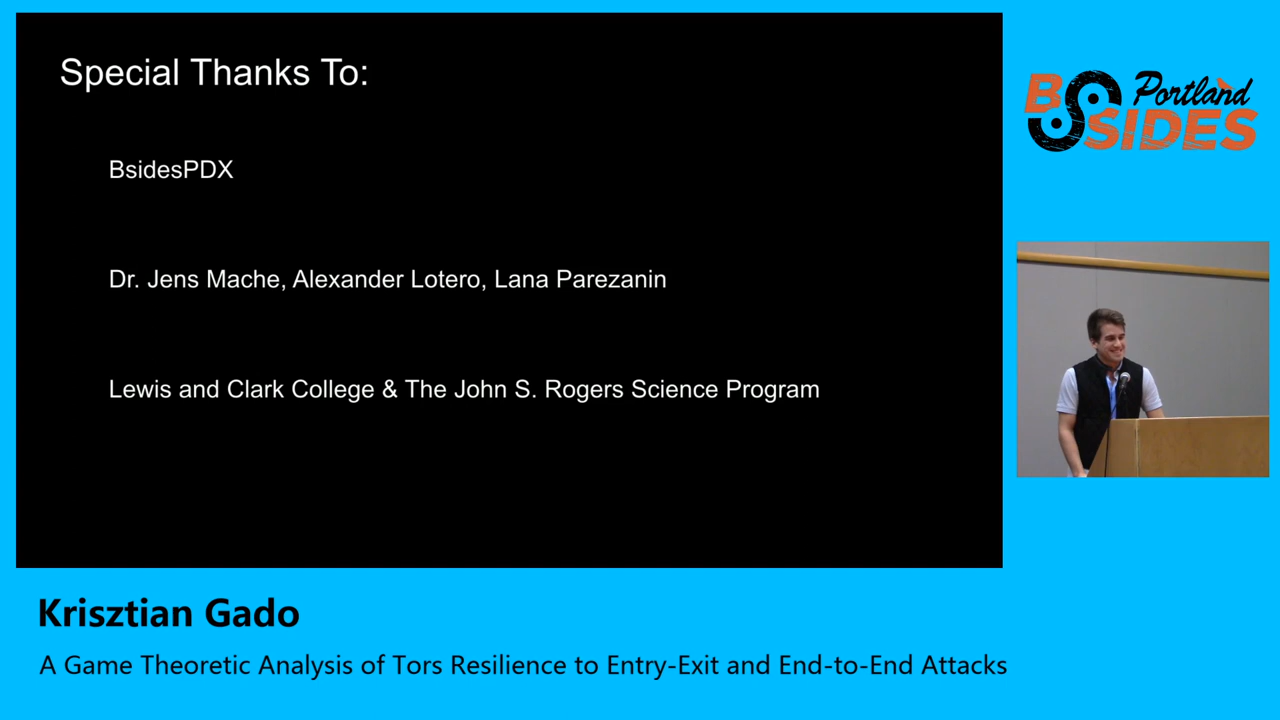 Special Thanks To:
BsidesPDX
Dr. Jens Mache, Alexander Lotero, Lana Parezanin
Lewis and Clark College & The John S. Rogers Science Program
B Portland
SIDES
Krisztian Gado
A Game Theoretic Analysis of Tors Resilience to Entry-Exit and End-to-End Attacks